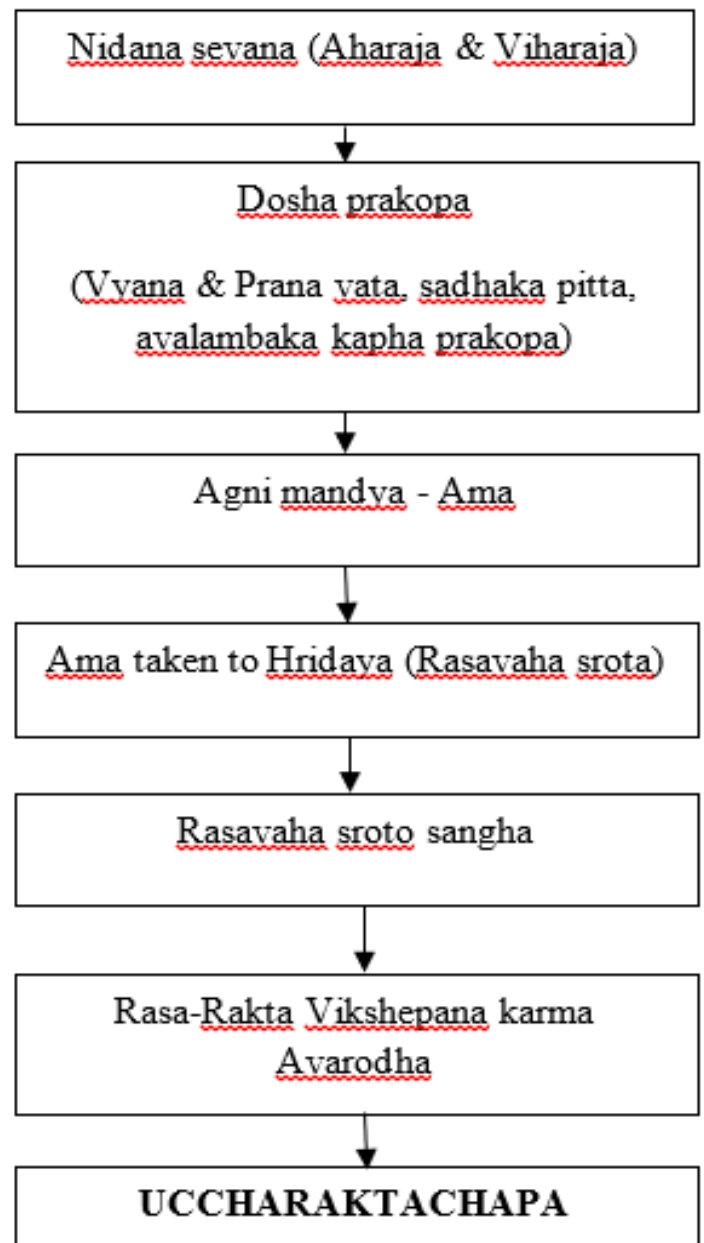 Nidana sevana (Aharaja & Viharaja)
Dosha prakopa
(Vyana & Prana vata, sadhaka pitta,
avalambaka kapha prakopa)
Agni mandya - Ama
Ama taken to Hridaya (Rasavaha srota)
Rasavaha sroto sangha
Rasa-Rakta Vikshepana karma
Avarodha
UCCHARAKTACHAPA